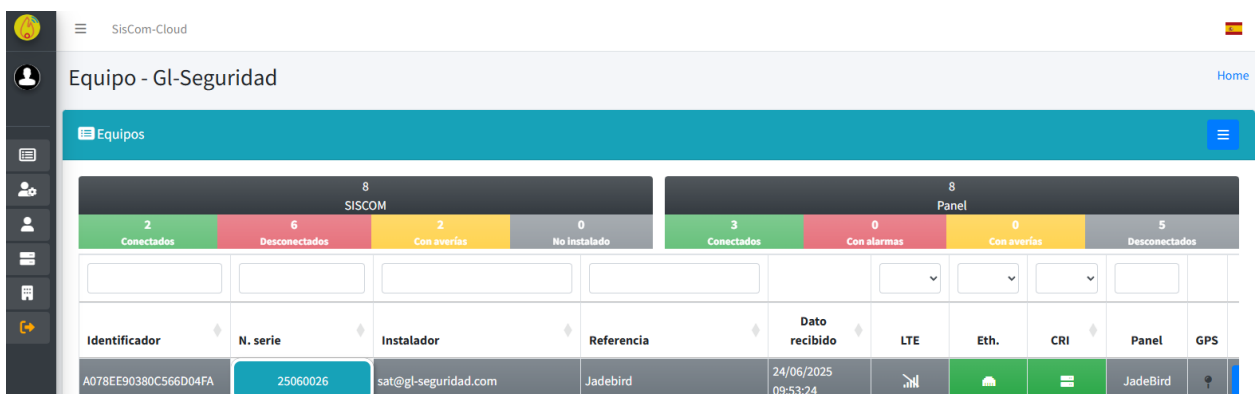 SisCom-Cloud
Equipo - Gl-Seguridad
Home
Equipos
8
SISCOM
8
Panel
2
Conectados
6
Desconectados
2
Con averías
0
No instalado
3
Conectados
0
Con alarmas
0
Con averías
5
Desconectados
Identificador N. serie Instalador Referencia Dato recibido LTE Eth. CRI Panel GPS
A078EE90380C566D04FA 25060026 sat@gl-seguridad.com Jadebird 24/06/2025 09:53:24 JadeBird